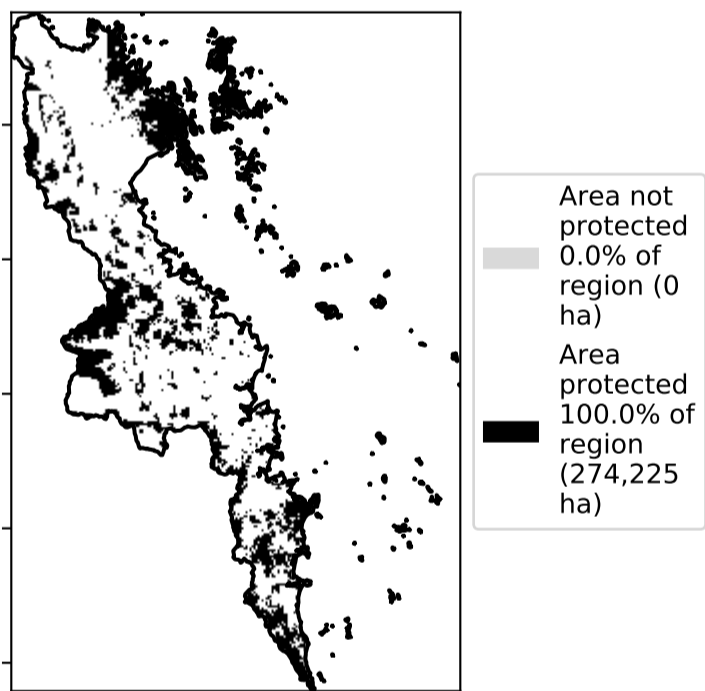 Area not
protected
0.0% of
region (0
ha)
Area
protected
100.0% of
region
(274,225
ha)